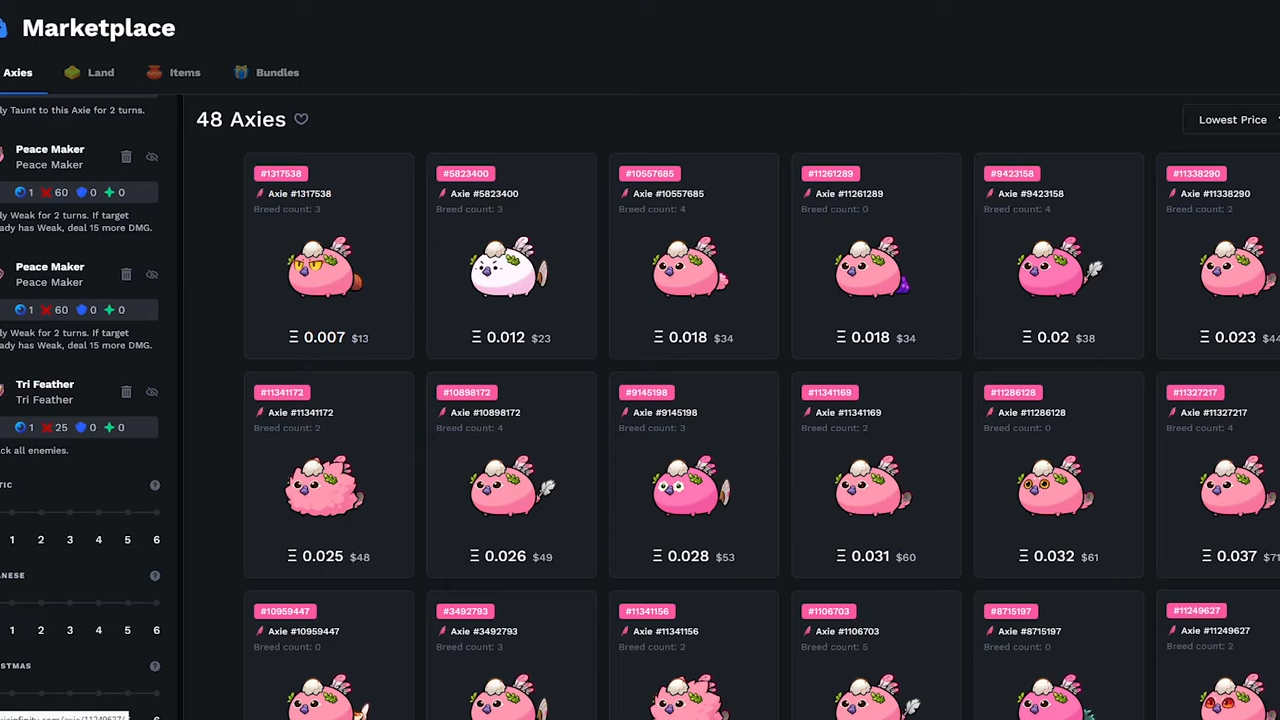 Marketplace
Axies
Land
Items
Bundles
ly Taunt to this Axie for 2 turns.
Peace Maker
Peace Maker
1 60 0 0
ly Weak for 2 turns. If target
ady has Weak, deal 15 more DMG.
Peace Maker
Peace Maker
1 60 0 0
ly Weak for 2 turns. If target
ady has Weak, deal 15 more DMG.
Tri Feather
Tri Feather
1 25 0 0
ck all enemies.
TIC
1 2 3 4 5 6
ANESE
1 2 3 4 5 6
STMAS
6
48 Axies
Lowest Price
#1317538
Axie #1317538
Breed count: 3
Ξ 0.007 $13
#5823400
Axie #5823400
Breed count: 3
Ξ 0.012 $23
#10557685
Axie #10557685
Breed count: 4
Ξ 0.018 $34
#11261289
Axie #11261289
Breed count: 0
Ξ 0.018 $34
#9423158
Axie #9423158
Breed count: 4
Ξ 0.02 $38
#11338290
Axie #11338290
Breed count: 2
Ξ 0.023 $44
#11341172
Axie #11341172
Breed count: 2
Ξ 0.025 $48
#10898172
Axie #10898172
Breed count: 4
Ξ 0.026 $49
#9145198
Axie #9145198
Breed count: 3
Ξ 0.028 $53
#11341169
Axie #11341169
Breed count: 2
Ξ 0.031 $60
#11286128
Axie #11286128
Breed count: 0
Ξ 0.032 $61
#11327217
Axie #11327217
Breed count: 4
Ξ 0.037 $71
#10959447
Axie #10959447
Breed count: 0
#3492793
Axie #3492793
Breed count: 3
#11341156
Axie #11341156
Breed count: 2
#1106703
Axie #1106703
Breed count: 5
#8715197
Axie #8715197
Breed count: 0
#11249627
Axie #11249627
Breed count: 2